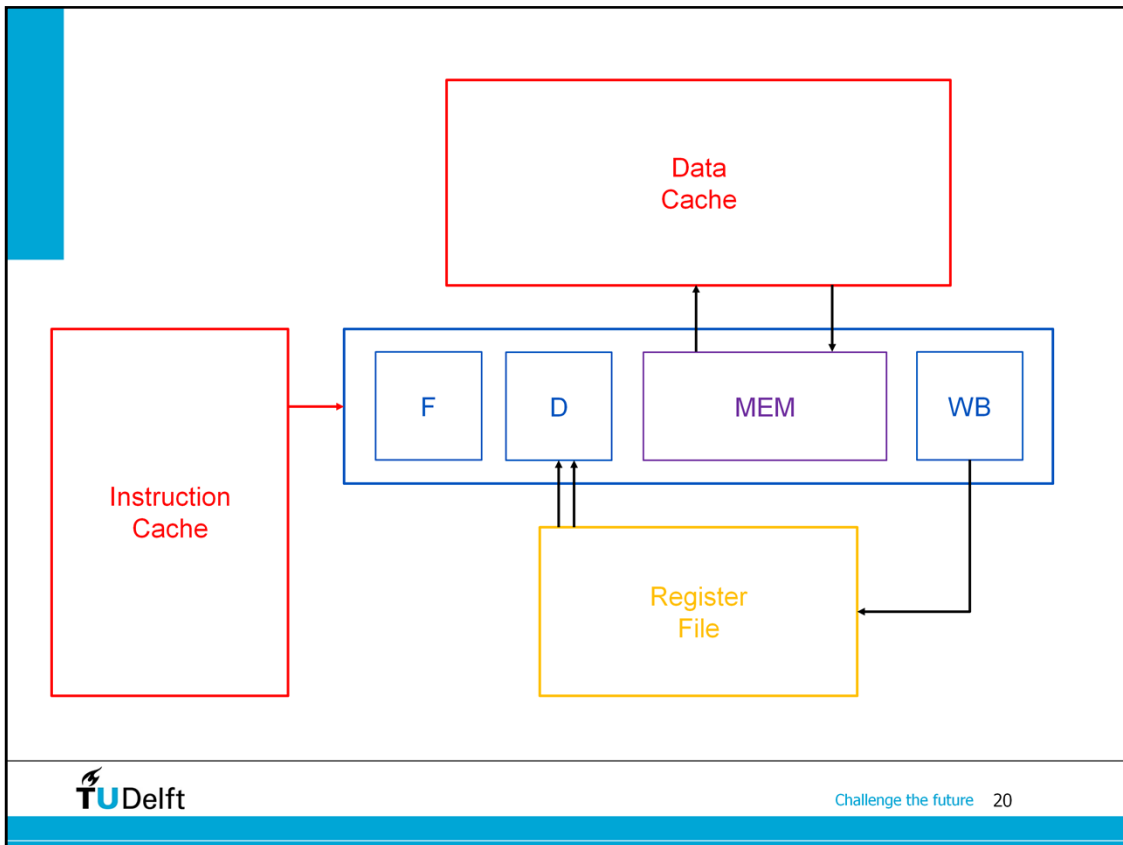 Data
Cache
F
D
MEM
WB
Instruction
Cache
Register
File
TUDelft
Challenge the future 20